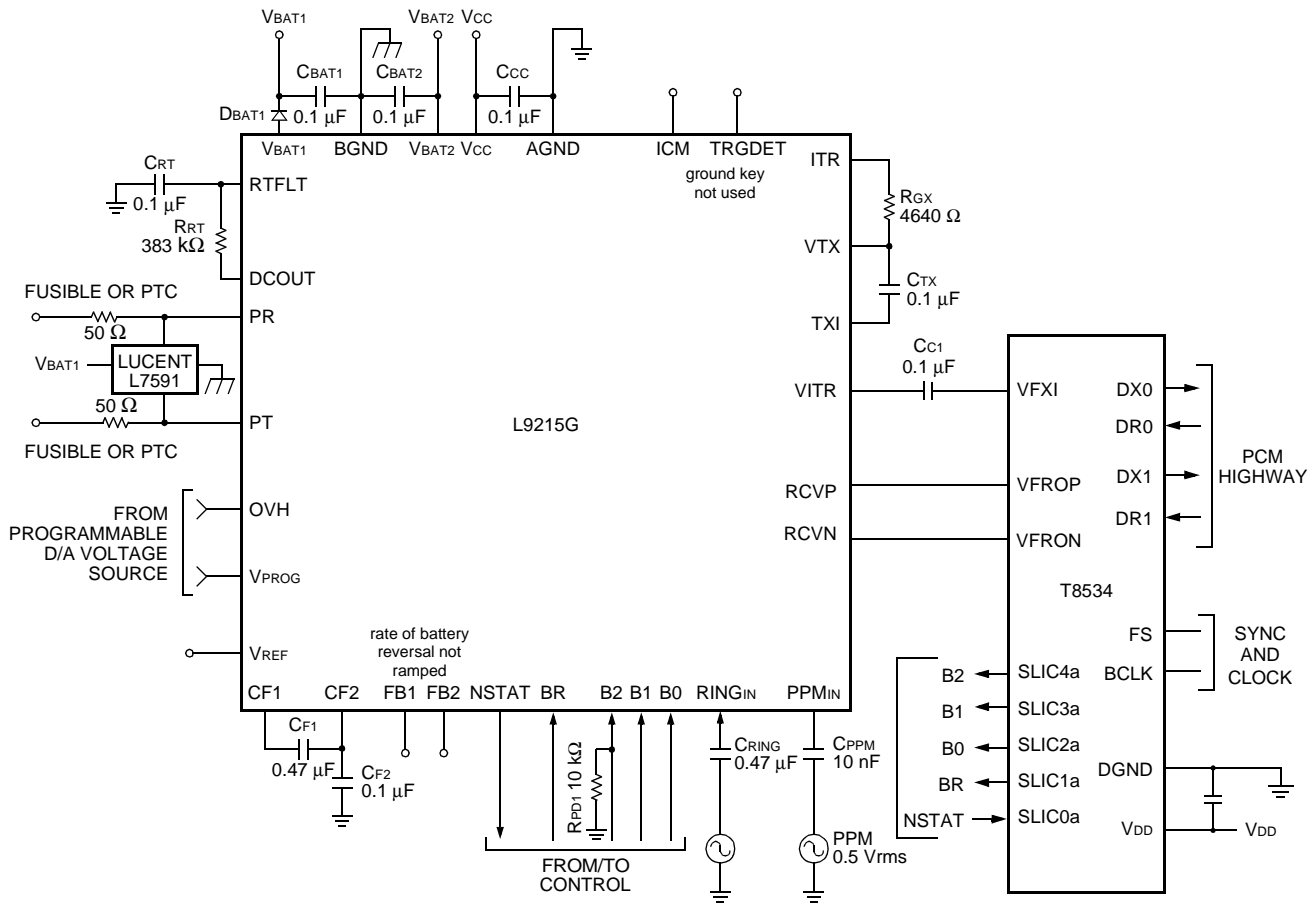 VBAT1
VBAT2
VCC
CBAT1
0.1 µF
CBAT2
0.1 µF
CCC
0.1 µF
DBAT1
VBAT1
BGND
VBAT2
VCC
AGND
ICM
TRGDET
ground key
not used
CRT
0.1 µF
RTFLT
RRT
383 kΩ
DCOUT
FUSIBLE OR PTC
50 Ω
PR
VBAT1
LUCENT
L7591
50 Ω
PT
FUSIBLE OR PTC
FROM
PROGRAMMABLE
D/A VOLTAGE
SOURCE
OVH
VPROG
VREF
L9215G
ITR
RGX
4640 Ω
VTX
CTX
0.1 µF
TXI
VITR
CC1
0.1 µF
RCVP
RCVN
VFXI
VFROP
VFRON
T8534
DX0
DR0
DX1
DR1
PCM
HIGHWAY
FS
BCLK
SYNC
AND
CLOCK
DGND
VDD
VDD
B2
SLIC4a
B1
SLIC3a
B0
SLIC2a
BR
SLIC1a
NSTAT
SLIC0a
rate of battery
reversal not
ramped
CF1
CF2
FB1
FB2
NSTAT
BR
B2
B1
B0
RINGIN
PPMIN
CF1
0.47 µF
CF2
0.1 µF
RPD1 10 kΩ
CRING
0.47 µF
CPPM
10 nF
PPM
0.5 Vrms
FROM/TO
CONTROL